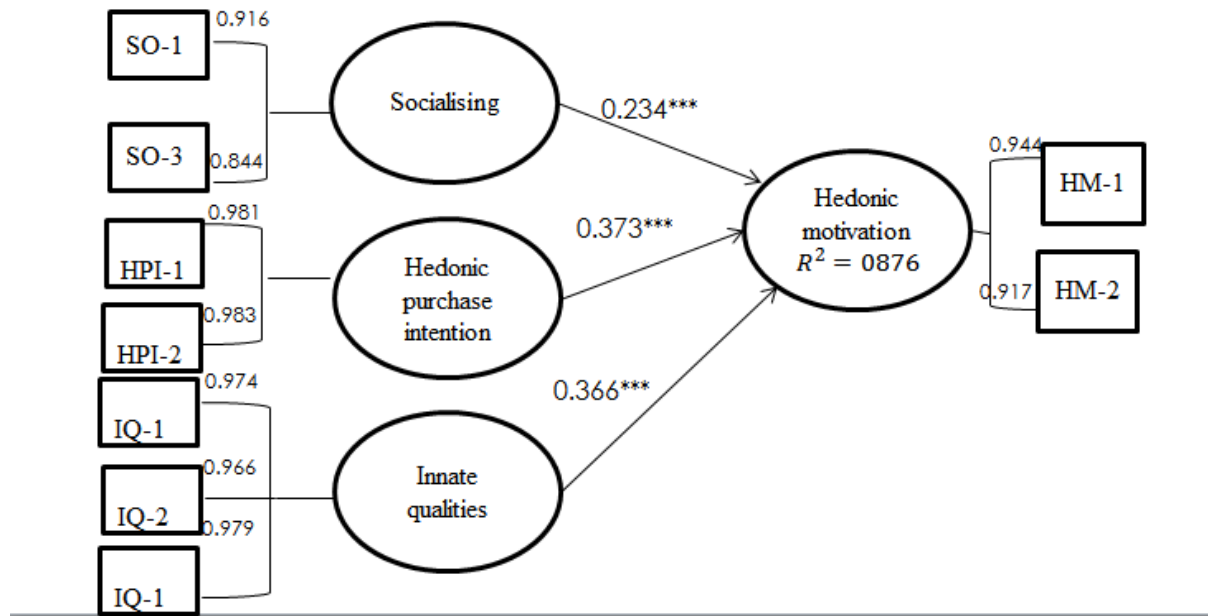 0.916
SO-1
SO-3
0.844
Socialising
0.234***
0.981
HPI-1
0.983
HPI-2
Hedonic
purchase
intention
0.373***
0.974
IQ-1
0.966
IQ-2
0.979
IQ-1
Innate
qualities
0.366***
Hedonic
motivation
R² = 0876
0.944
HM-1
0.917
HM-2